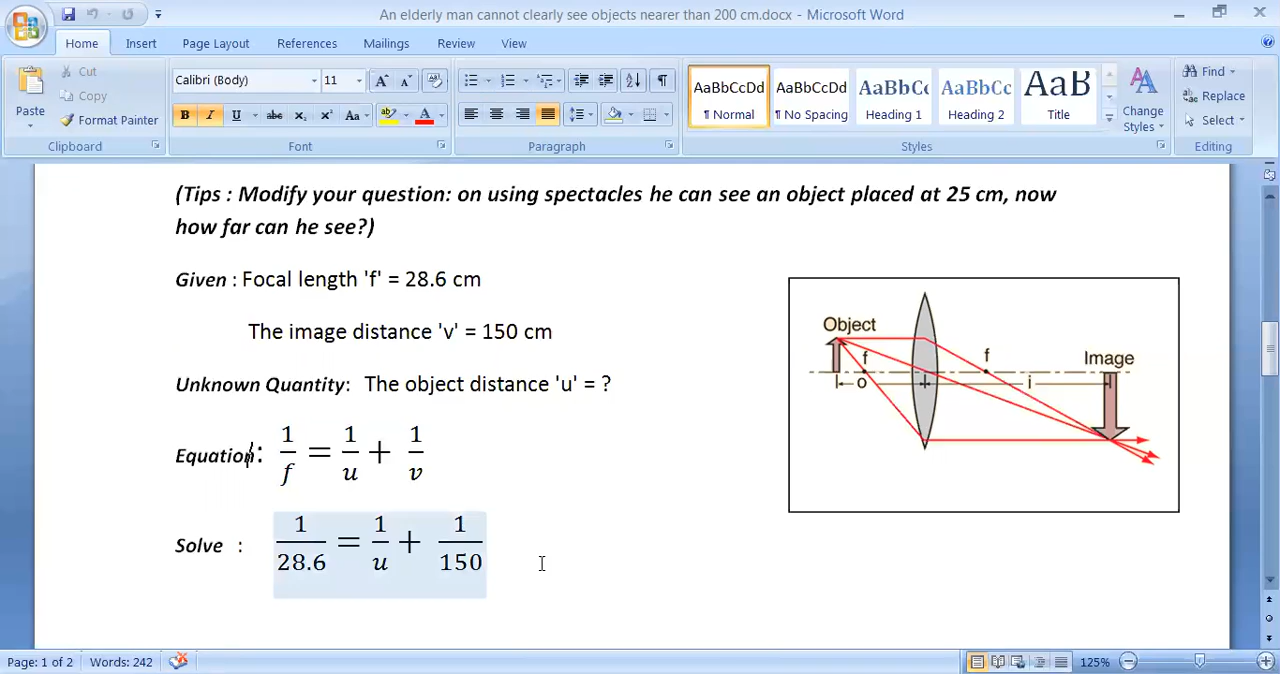 An elderly man cannot clearly see objects nearer than 200 cm.docx - Microsoft Word
Home Insert Page Layout References Mailings Review View
Paste
Cut
Copy
Format Painter
Clipboard
Calibri (Body) 11
B I U abc X₂ X² Aa ab A
Font
Paragraph
AaBbCcDd AaBbCcDd AaBbCc AaBbCc AaB
¶ Normal ¶ No Spacing Heading 1 Heading 2 Title
Change
Styles
Styles
Find
Replace
Select
Editing
(Tips : Modify your question: on using spectacles he can see an object placed at 25 cm, now
how far can he see?)
Given : Focal length 'f' = 28.6 cm
The image distance 'v' = 150 cm
Unknown Quantity: The object distance 'u' = ?
Equation: 1/f = 1/u + 1/v
Solve : 1/28.6 = 1/u + 1/150
Object
f
f
Image
o
i
Page: 1 of 2 Words: 242 125%